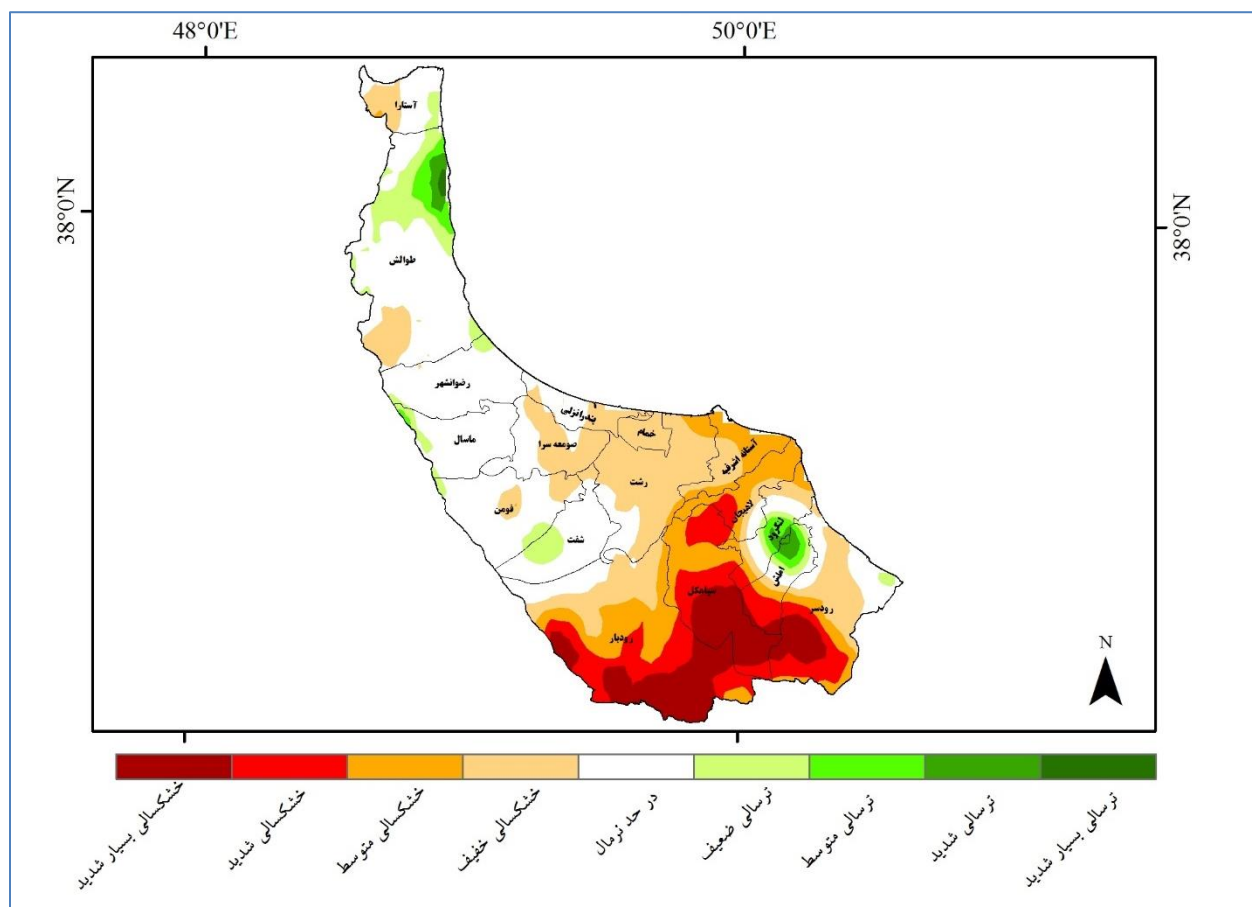 48°0'E
50°0'E
38°0'N
38°0'N
آستارا
طوالش
رضوانشهر
بندرانزلی
خمام
ماسال
صومعه سرا
آستانه اشرفیه
رشت
لاهیجان
فومن
شفت
لنگرود
املش
سیاهکل
رودسر
رودبار
N
خشکسالی بسیار شدید
خشکسالی شدید
خشکسالی متوسط
خشکسالی خفیف
در حد نرمال
ترسالی ضعیف
ترسالی متوسط
ترسالی شدید
ترسالی بسیار شدید